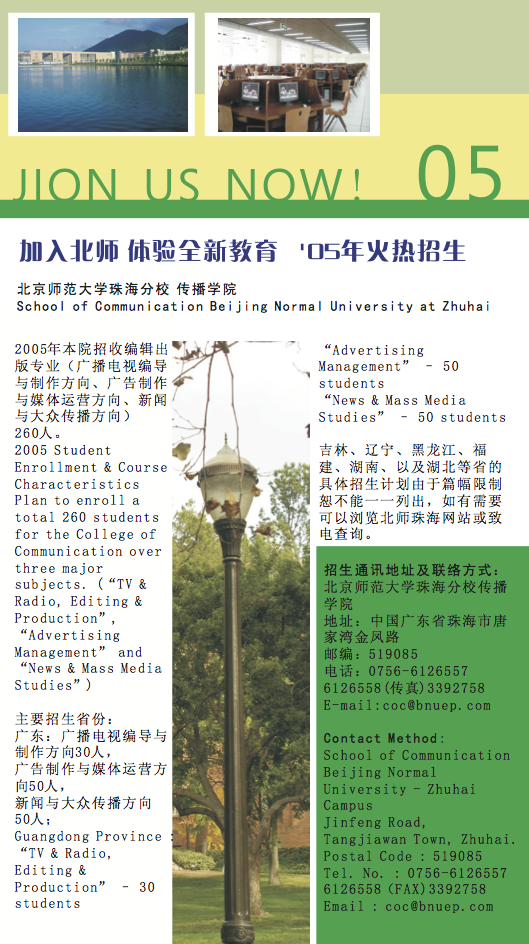 JION US NOW!
05
加入北师 体验全新教育 '05年火热招生
北京师范大学珠海分校 传播学院
School of Communication Beijing Normal University at Zhuhai
2005年本院招收编辑出
版专业（广播电视编导
与制作方向、广告制作
与媒体运营方向、新闻
与大众传播方向）
260人。
2005 Student
Enrollment & Course
Characteristics
Plan to enroll a
total 260 students
for the College of
Communication over
three major
subjects. (“TV &
Radio, Editing &
Production”,
“Advertising
Management” and
“News & Mass Media
Studies”)
主要招生省份：
广东：广播电视编导与
制作方向30人，
广告制作与媒体运营方
向50人，
新闻与大众传播方向
50人；
Guangdong Province :
“TV & Radio,
Editing &
Production” - 30
students
“Advertising
Management” - 50
students
“News & Mass Media
Studies” - 50 students
吉林、辽宁、黑龙江、福
建、湖南、以及湖北等省的
具体招生计划由于篇幅限制
恕不能一一列出，如有需要
可以浏览北师珠海网站或致
电查询。
招生通讯地址及联络方式：
北京师范大学珠海分校传播
学院
地址：中国广东省珠海市唐
家湾金凤路
邮编：519085
电话：0756-6126557
6126558(传真)3392758
E-mail:coc@bnuep.com
Contact Method:
School of Communication
Beijing Normal
University - Zhuhai
Campus
Jinfeng Road,
Tangjiawan Town, Zhuhai.
Postal Code : 519085
Tel. No. : 0756-6126557
6126558 (FAX)3392758
Email : coc@bnuep.com